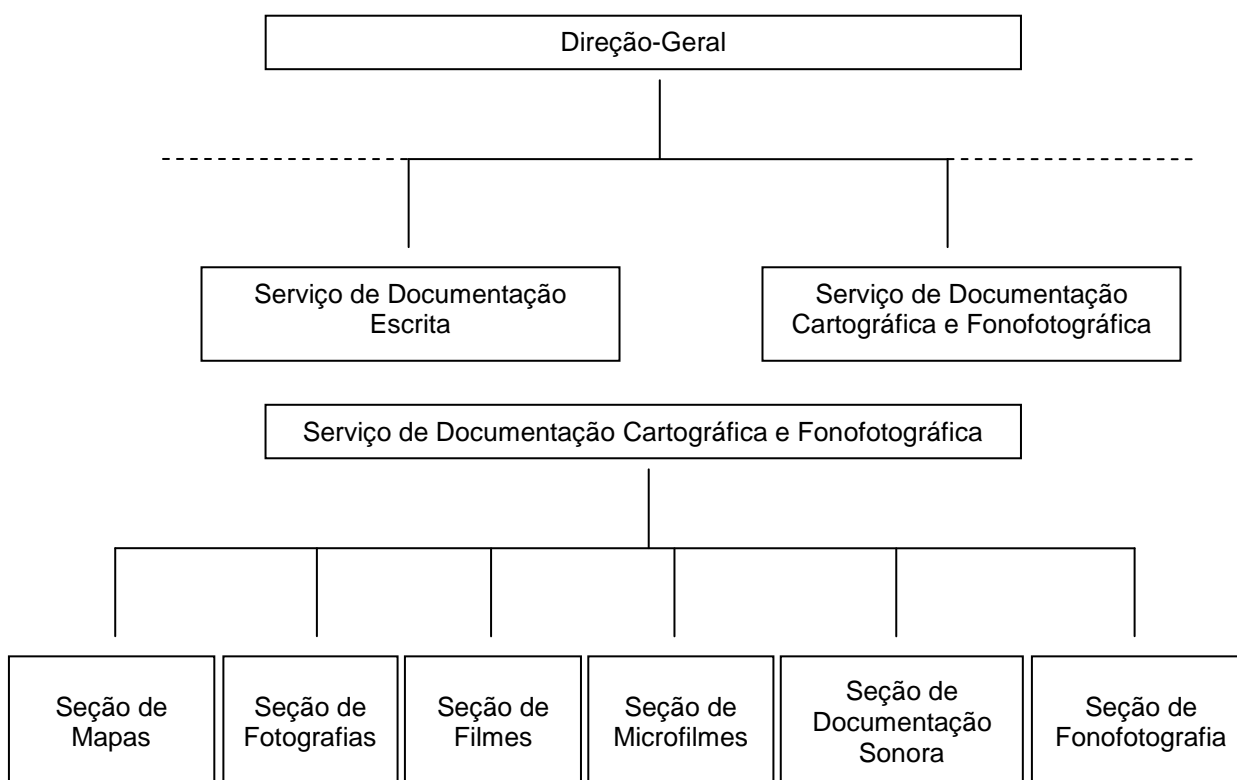 Direção-Geral
Serviço de Documentação
Escrita
Serviço de Documentação
Cartográfica e Fonofotográfica
Serviço de Documentação Cartográfica e Fonofotográfica
Seção de
Mapas
Seção de
Fotografias
Seção de
Filmes
Seção de
Microfilmes
Seção de
Documentação
Sonora
Seção de
Fonofotografia